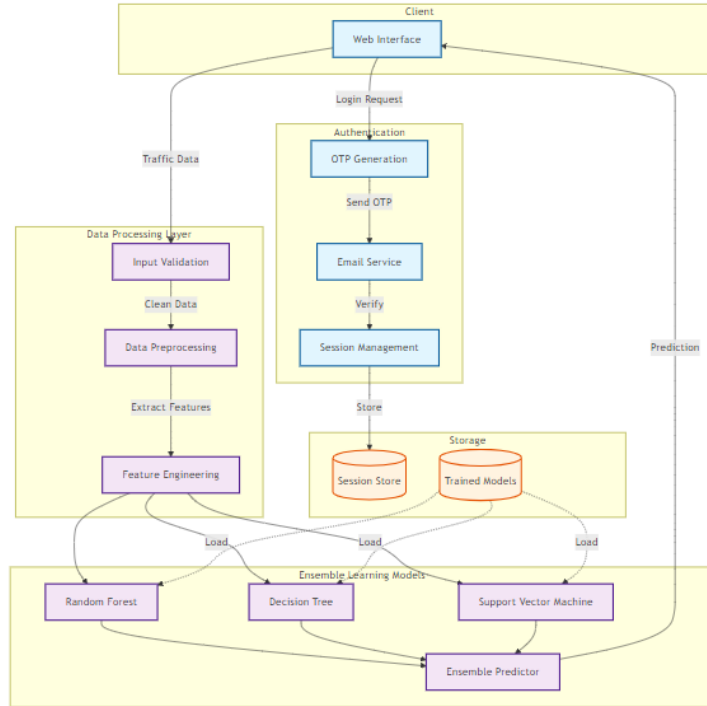 Client
Web Interface
Login Request
Authentication
OTP Generation
Traffic Data
Send OTP
Data Processing Layer
Input Validation
Email Service
Clean Data
Verify
Data Preprocessing
Session Management
Prediction
Extract Features
Store
Storage
Feature Engineering
Session Store
Trained Models
Load
Load
Load
Ensemble Learning Models
Random Forest
Decision Tree
Support Vector Machine
Ensemble Predictor